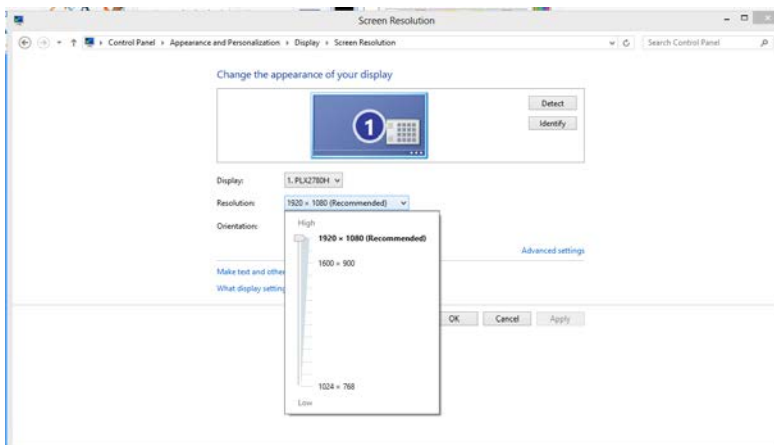 Screen Resolution
Control Panel › Appearance and Personalization › Display › Screen Resolution
Search Control Panel
Change the appearance of your display
1
Detect
Identify
Display: 1. PLX2780H
Resolution: 1920 × 1080 (Recommended)
Orientation:
High
1920 × 1080 (Recommended)
1600 × 900
Advanced settings
Make text and other
What display setting
OK Cancel Apply
1024 × 768
Low